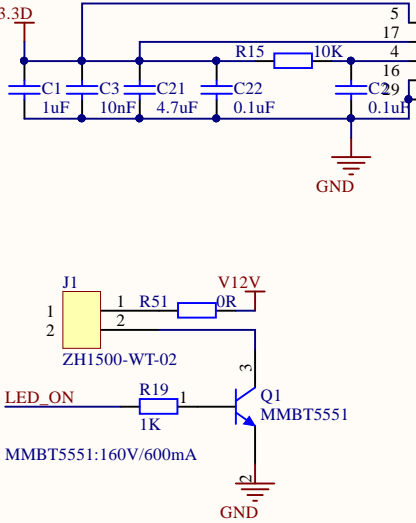 3.3D
5
17
R15 10K 4
16
C1 C3 C21 C22 29
1uF 10nF 4.7uF 0.1uF 0.1uF
GND
J1
V12V
1 1 R51 0R
2 2
ZH1500-WT-02
3
LED_ON R19 1 Q1
1K MMBT5551
MMBT5551:160V/600mA
2
GND